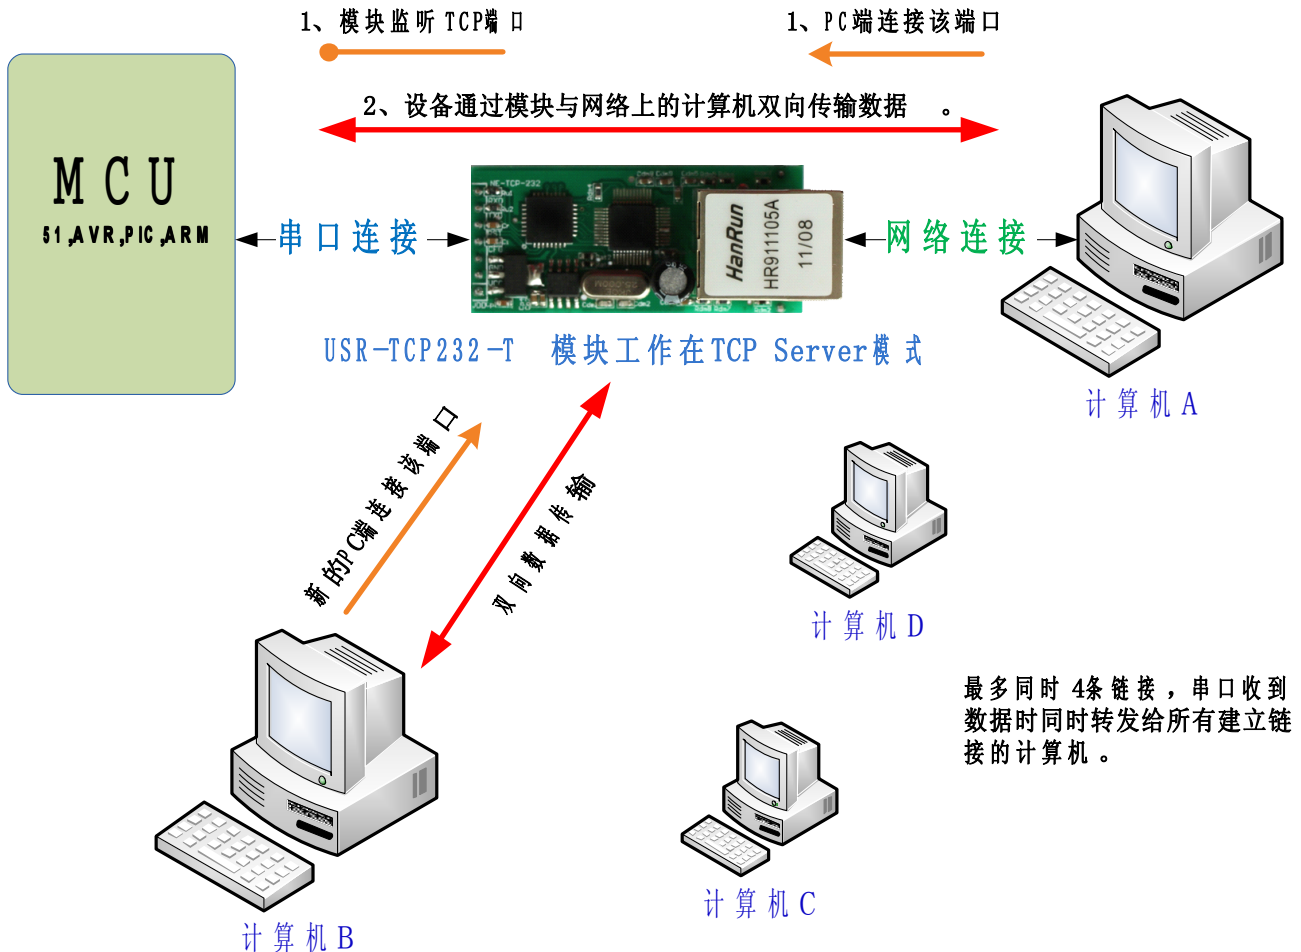 1、模块监听 TCP端口
1、PC端连接该端口
2、设备通过模块与网络上的计算机双向传输数据 。
MCU
51,AVR,PIC,ARM
串口连接
HanRun
HR911105A
11/08
网络连接
USR-TCP232-T 模块工作在TCP Server模式
计算机A
新的PC端连接该端口
双向数据传输
计算机D
最多同时 4条链接，串口收到
数据时同时转发给所有建立链
接的计算机。
计算机C
计算机B